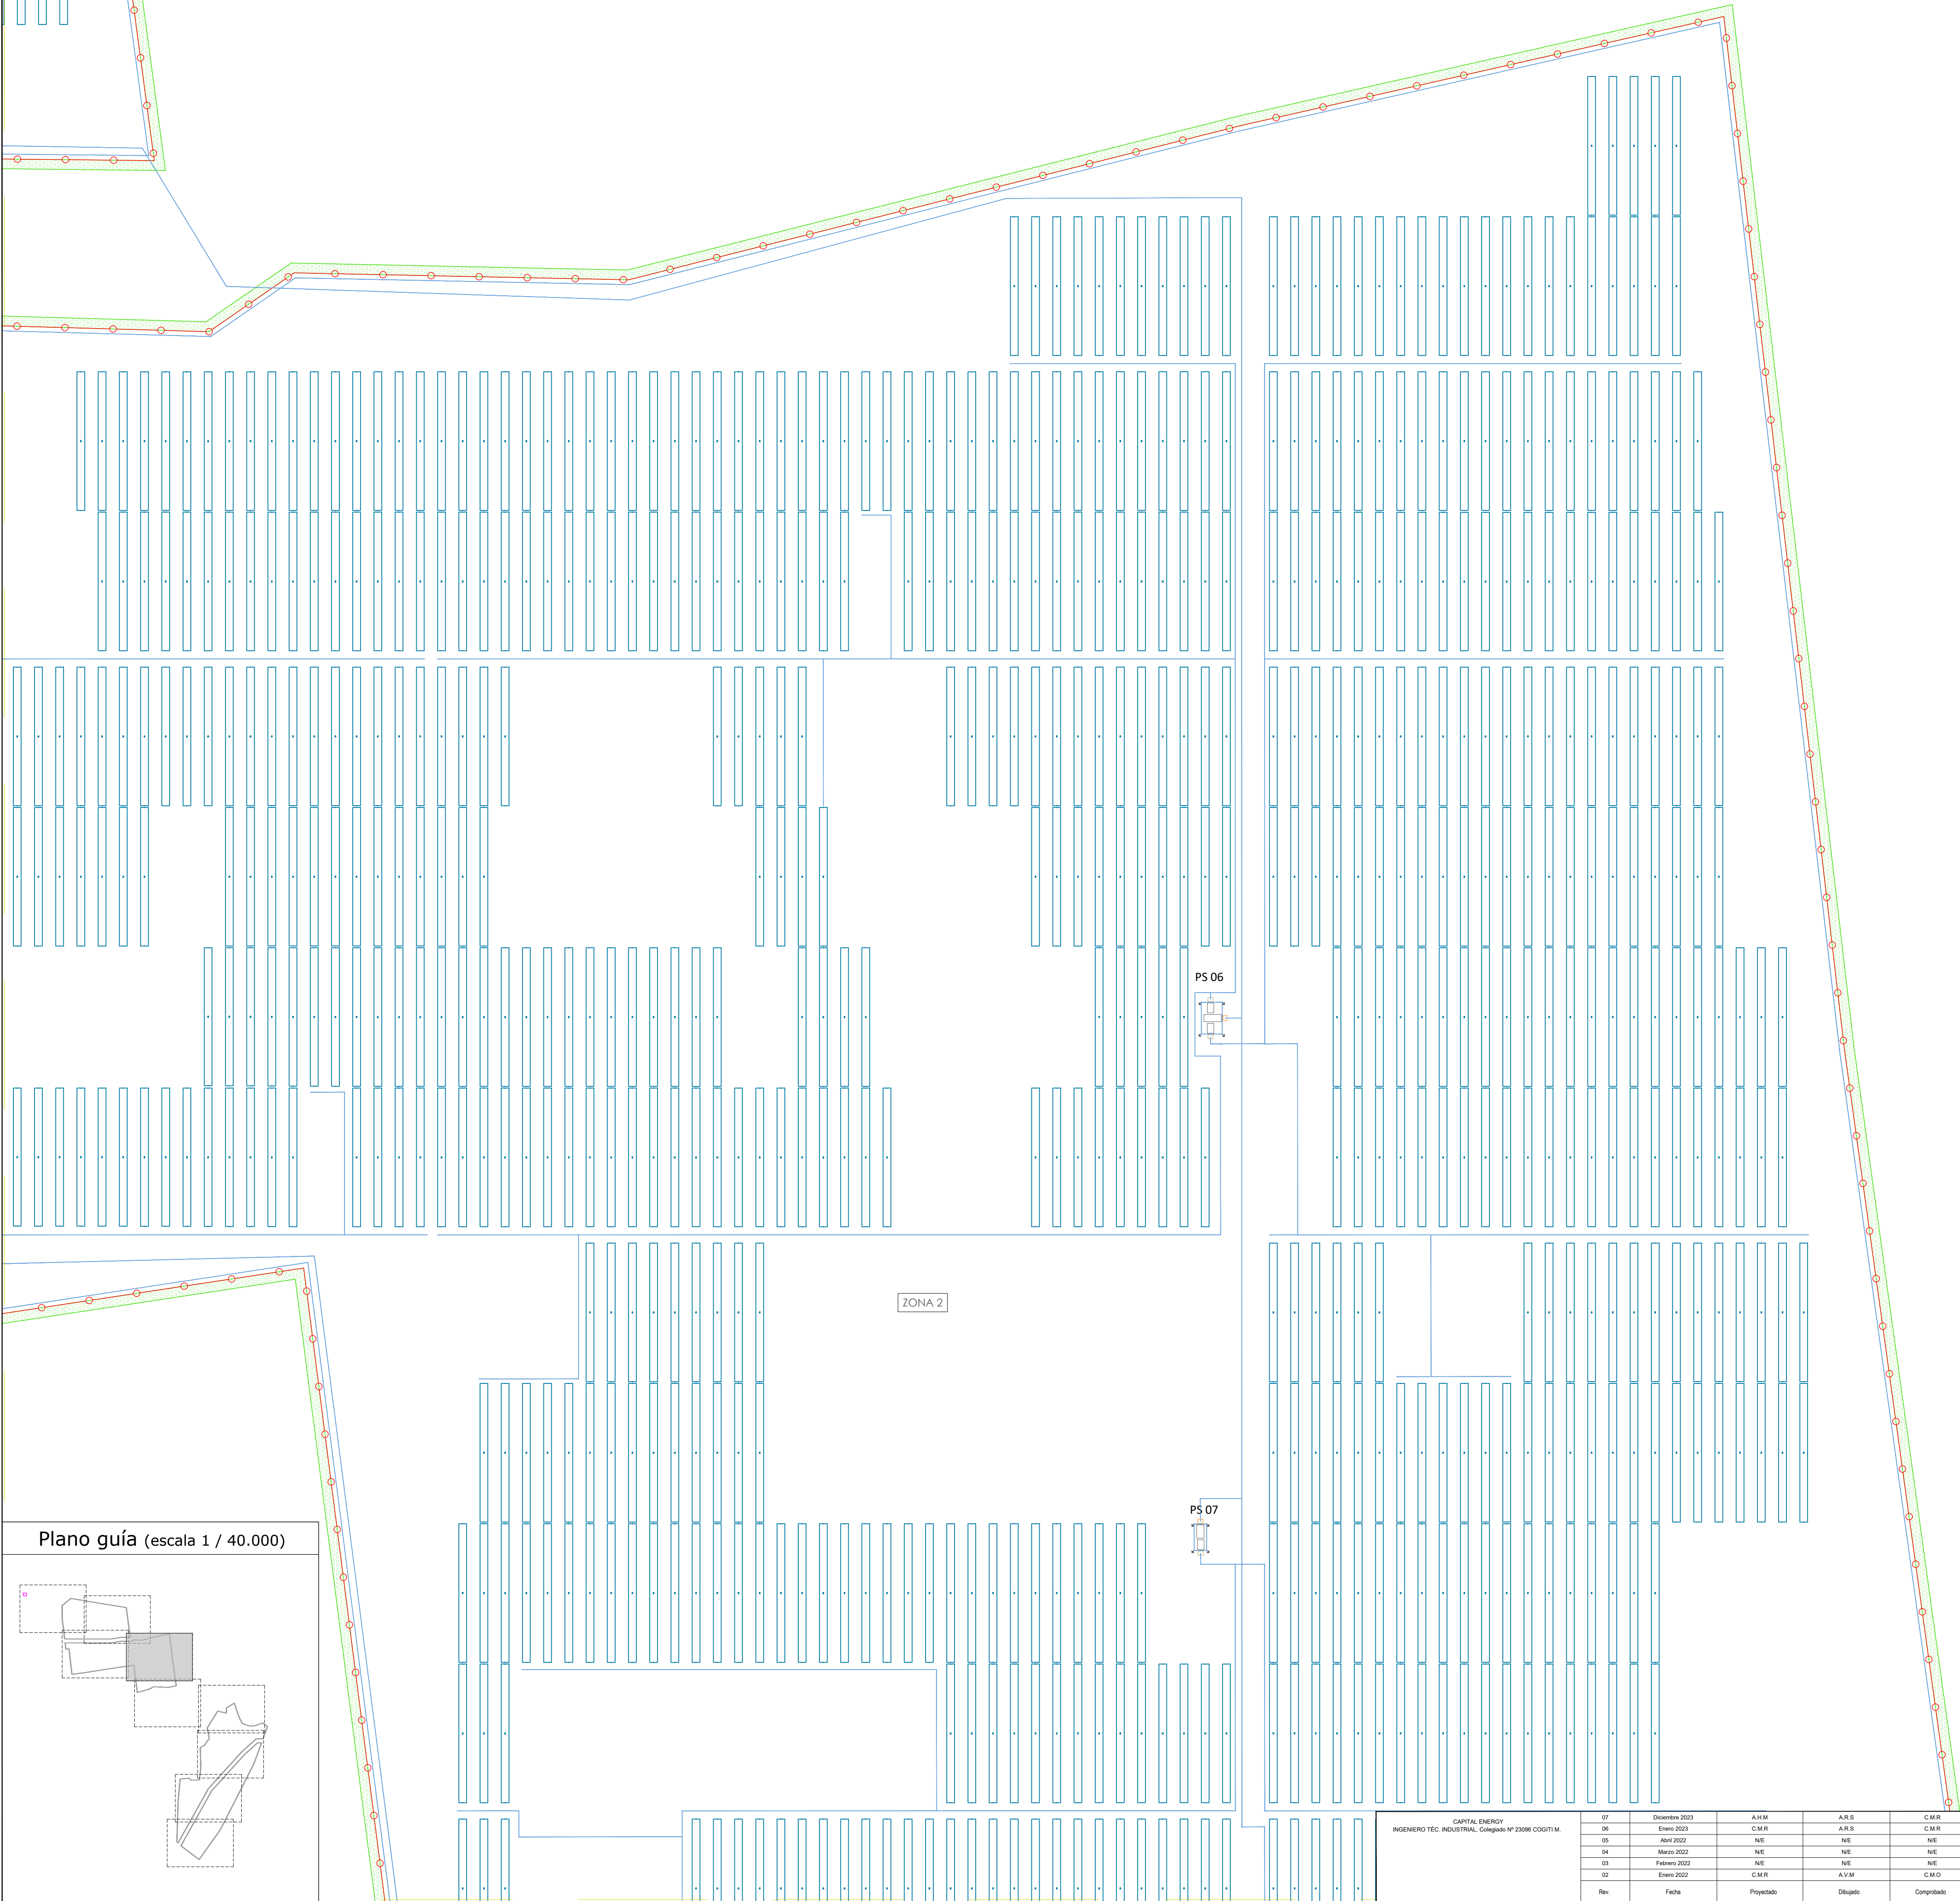 PS 06
ZONA 2
PS 07
Plano guía (escala 1 / 40.000)
CAPITAL ENERGY
INGENIERO TÉC. INDUSTRIAL, Colegiado Nº 23096 COGITI M.
07 Diciembre 2023 A.H.M A.R.S C.M.R
06 Enero 2023 C.M.R A.R.S C.M.R
05 Abril 2022 N/E N/E N/E
04 Marzo 2022 N/E N/E N/E
03 Febrero 2022 N/E N/E N/E
02 Enero 2022 C.M.R A.V.M C.M.O
Rev. Fecha Proyectado Dibujado Comprobado